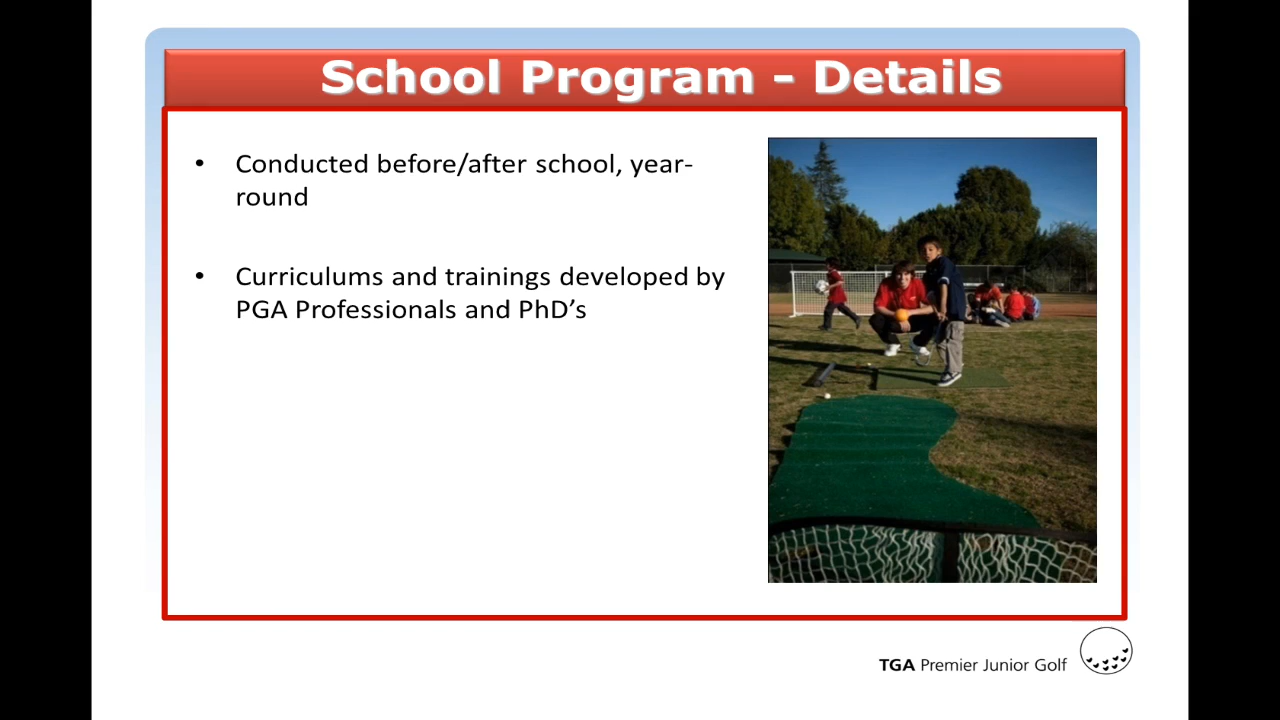 School Program - Details
• Conducted before/after school, year-
round
• Curriculums and trainings developed by
PGA Professionals and PhD’s
TGA Premier Junior Golf